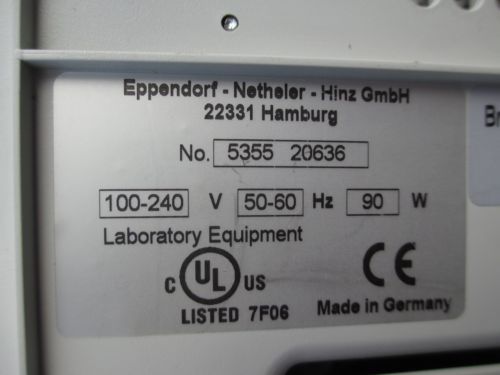 Eppendorf - Netheler - Hinz GmbH
22331 Hamburg
No. 5355 20636
100-240 V 50-60 Hz 90 W
Laboratory Equipment
C UL US
CE
LISTED 7F06
Made in Germany